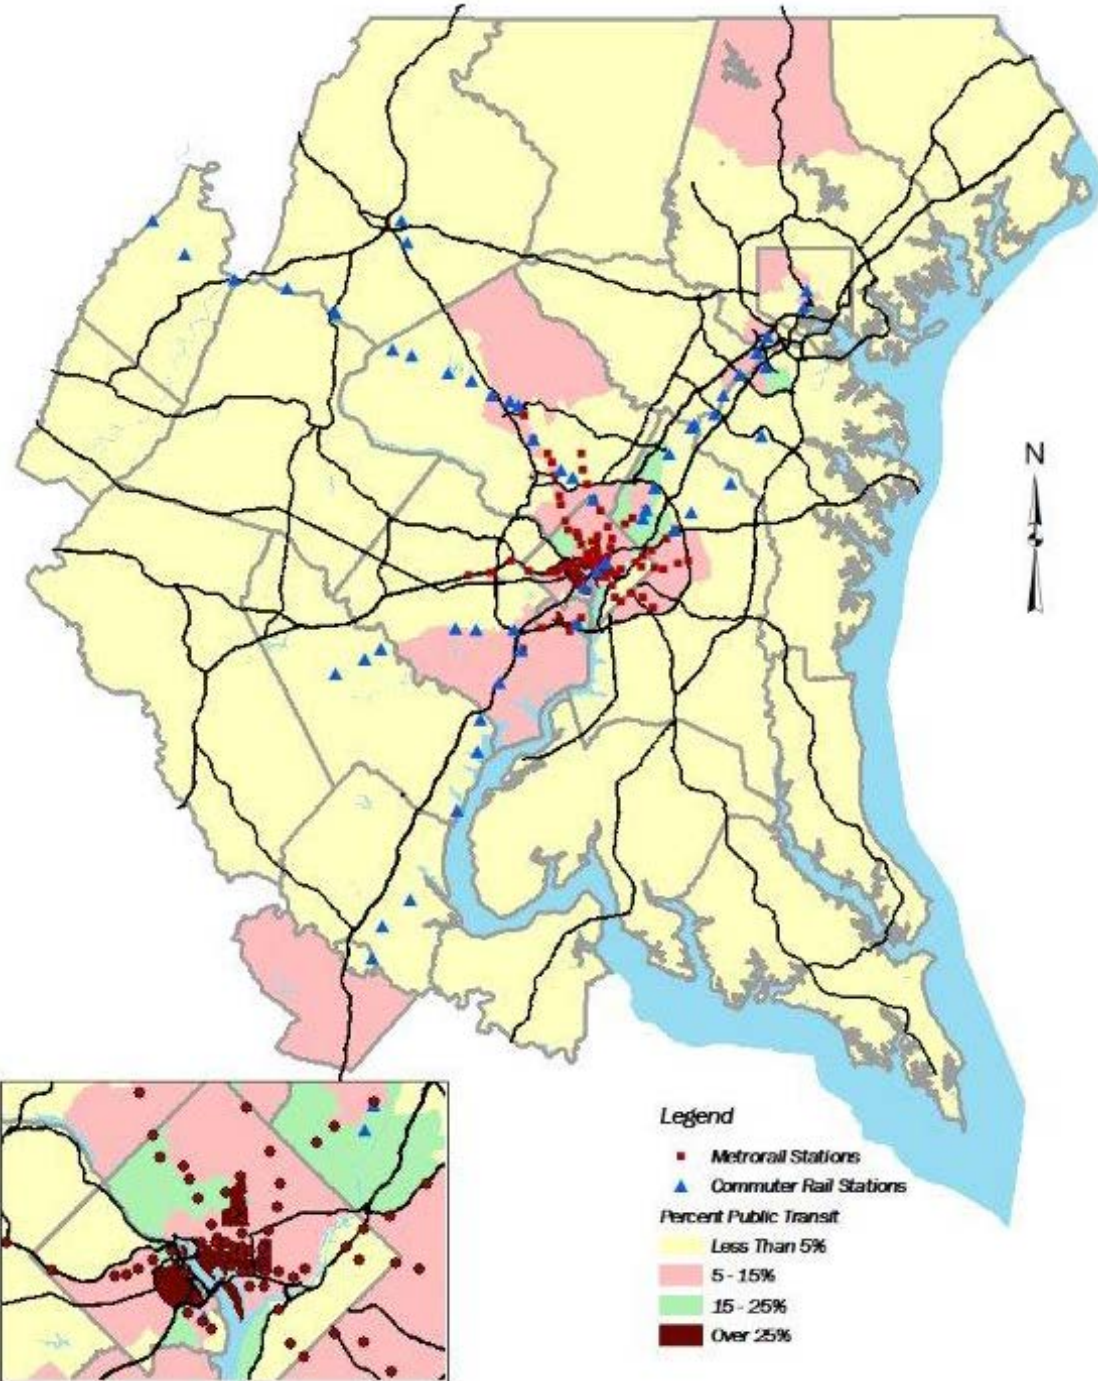 N
Legend
Metrorail Stations
Commuter Rail Stations
Percent Public Transit
Less Than 5%
5 - 15%
15 - 25%
Over 25%